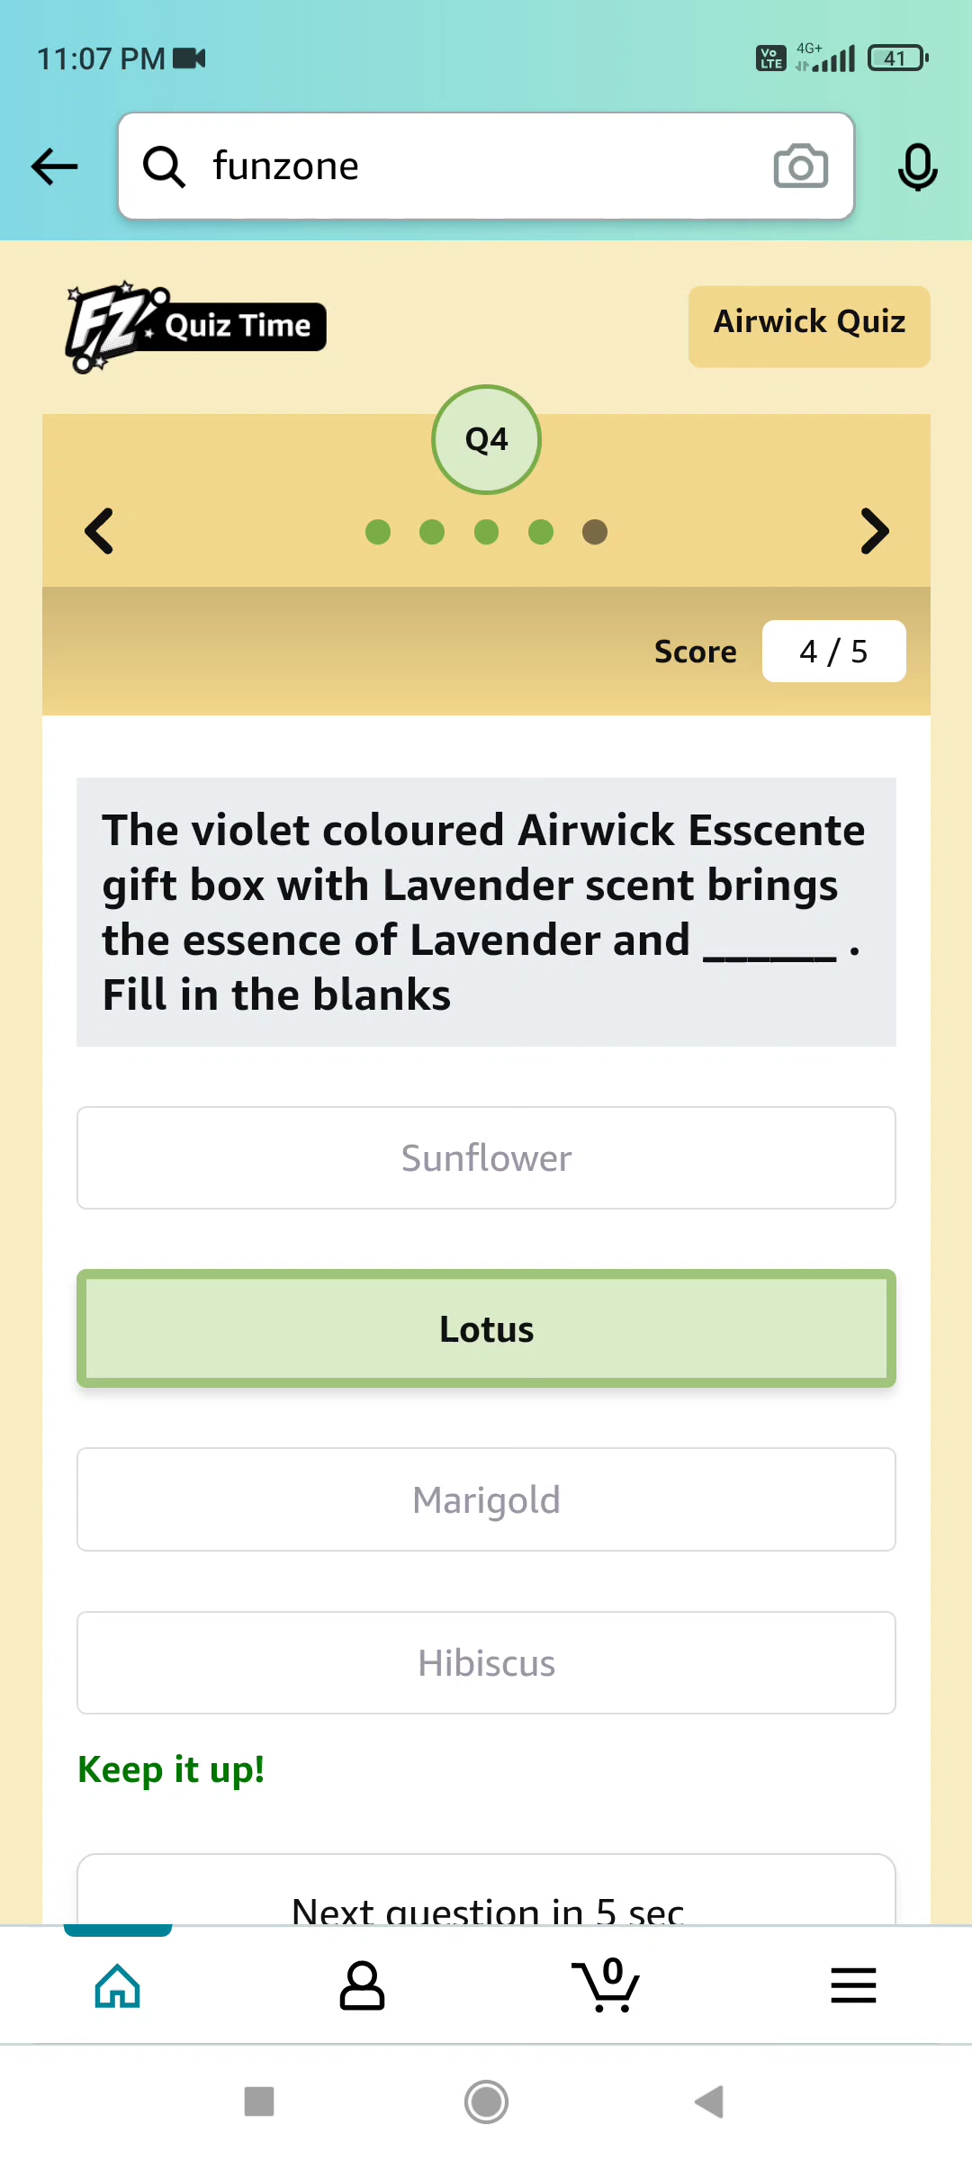 11:07 PM
Vo LTE 4G+ 41
funzone
FZ Quiz Time
Airwick Quiz
Q4
Score 4 / 5
The violet coloured Airwick Esscente
gift box with Lavender scent brings
the essence of Lavender and ______ .
Fill in the blanks
Sunflower
Lotus
Marigold
Hibiscus
Keep it up!
Next question in 5 sec
0